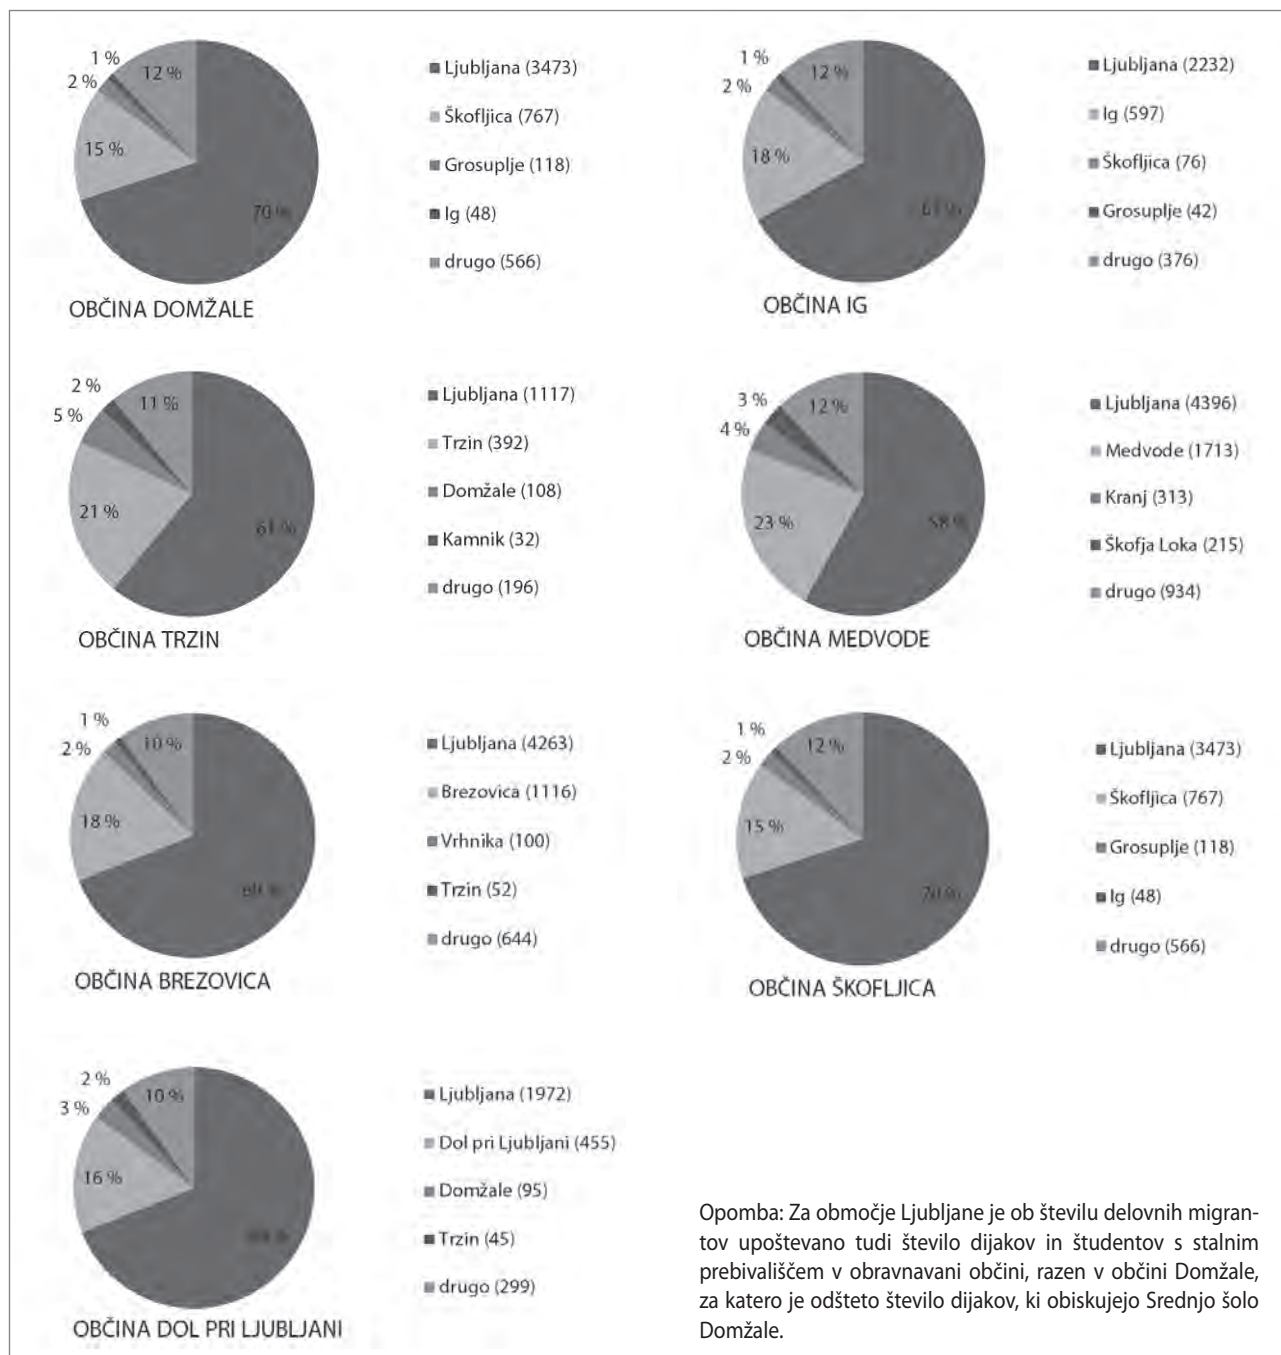 1 %
2 %
12 %
15 %
70 %
Ljubljana (3473)
Škofljica (767)
Grosuplje (118)
Ig (48)
drugo (566)
OBČINA DOMŽALE
1 %
2 %
12 %
18 %
Ljubljana (2232)
Ig (597)
Škofljica (76)
Grosuplje (42)
drugo (376)
OBČINA IG
2 %
5 %
11 %
21 %
61 %
Ljubljana (1117)
Trzin (392)
Domžale (108)
Kamnik (32)
drugo (196)
OBČINA TRZIN
3 %
4 %
12 %
23 %
58 %
Ljubljana (4396)
Medvode (1713)
Kranj (313)
Škofja Loka (215)
drugo (934)
OBČINA MEDVODE
1 %
2 %
10 %
18 %
Ljubljana (4263)
Brezovica (1116)
Vrhnika (100)
Trzin (52)
drugo (644)
OBČINA BREZOVICA
1 %
2 %
12 %
15 %
70 %
Ljubljana (3473)
Škofljica (767)
Grosuplje (118)
Ig (48)
drugo (566)
OBČINA ŠKOFLJICA
2 %
3 %
10 %
16 %
Ljubljana (1972)
Dol pri Ljubljani (455)
Domžale (95)
Trzin (45)
drugo (299)
OBČINA DOL PRI LJUBLJANI
Opomba: Za območje Ljubljane je ob številu delovnih migran-
tov upoštevano tudi število dijakov in študentov s stalnim
prebivališčem v obravnavani občini, razen v občini Domžale,
za katero je odšteto število dijakov, ki obiskujejo Srednjo šolo
Domžale.